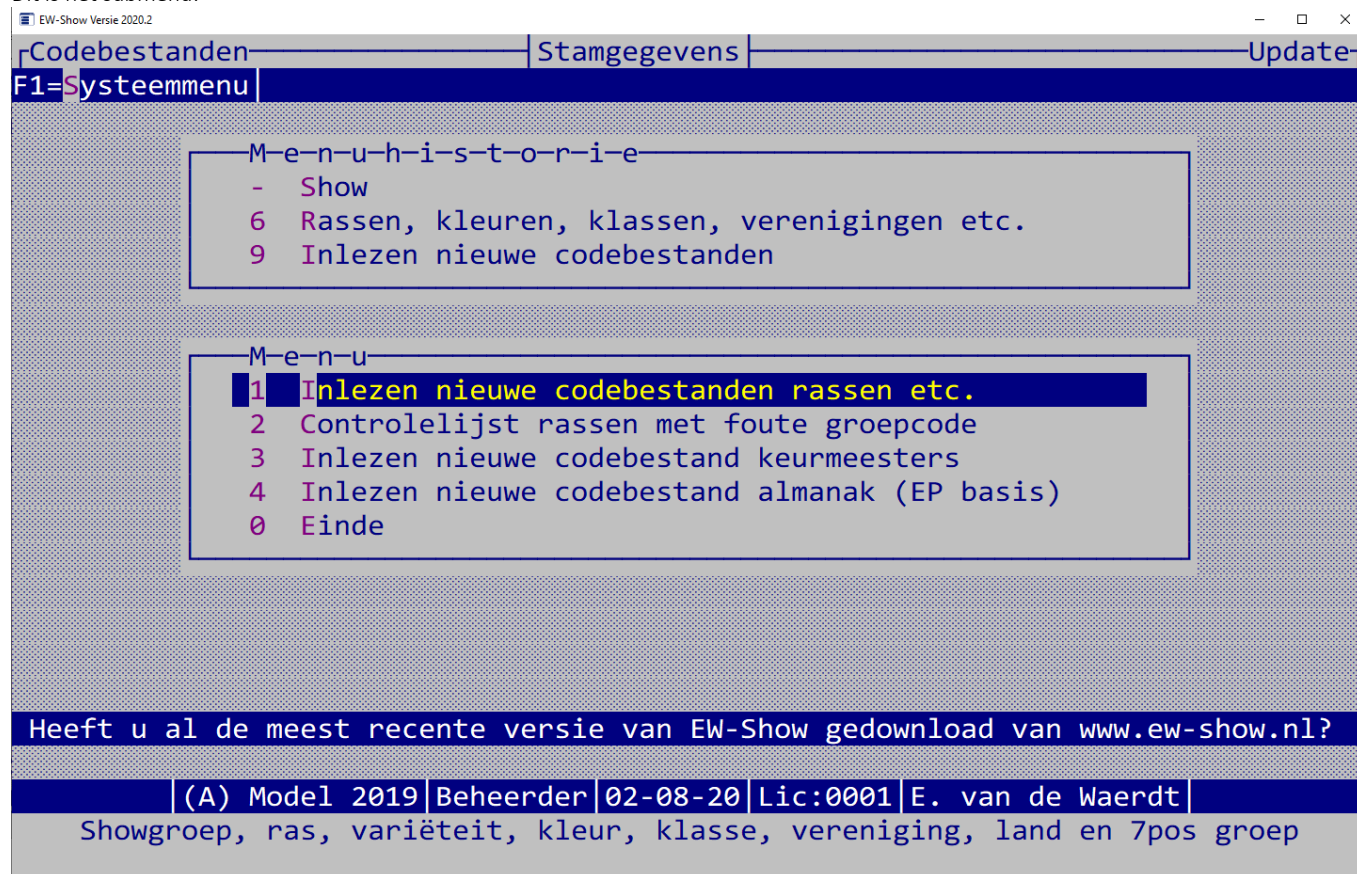 EW-Show Versie 2020.2
Codebestanden Stamgegevens Update
F1=Systeemmenu
M-e-n-u-h-i-s-t-o-r-i-e
- Show
6 Rassen, kleuren, klassen, verenigingen etc.
9 Inlezen nieuwe codebestanden
M-e-n-u
1 Inlezen nieuwe codebestanden rassen etc.
2 Controlelijst rassen met foute groepcode
3 Inlezen nieuwe codebestand keurmeesters
4 Inlezen nieuwe codebestand almanak (EP basis)
0 Einde
Heeft u al de meest recente versie van EW-Show gedownload van www.ew-show.nl?
(A) Model 2019|Beheerder|02-08-20|Lic:0001|E. van de Waerdt|
Showgroep, ras, variëteit, kleur, klasse, vereniging, land en 7pos groep